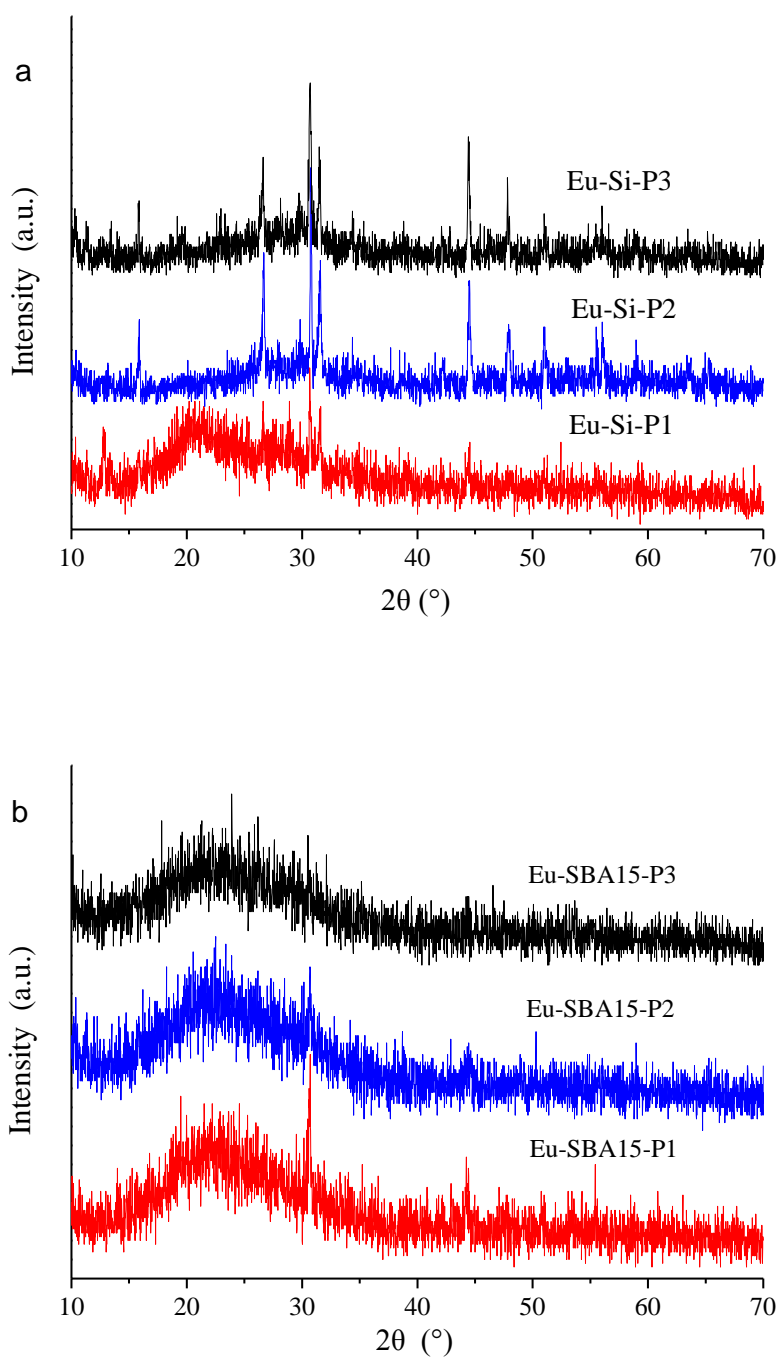 a
Eu-Si-P3
Eu-Si-P2
Eu-Si-P1
Intensity (a.u.)
10 20 30 40 50 60 70
2θ (°)
b
Eu-SBA15-P3
Eu-SBA15-P2
Eu-SBA15-P1
Intensity (a.u.)
10 20 30 40 50 60 70
2θ (°)